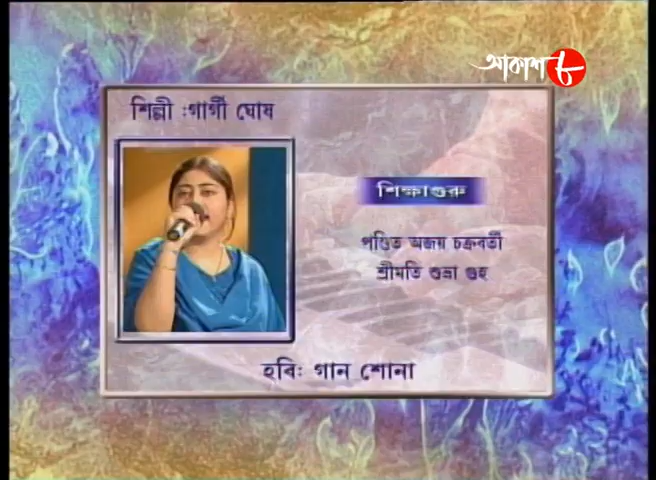 আকাশ ৮
শিল্পী :গার্গী ঘোষ
শিক্ষাগুরু
পণ্ডিত অজয় চক্রবর্তী
শ্রীমতি শুভ্রা গুহ
হবি: গান শোনা